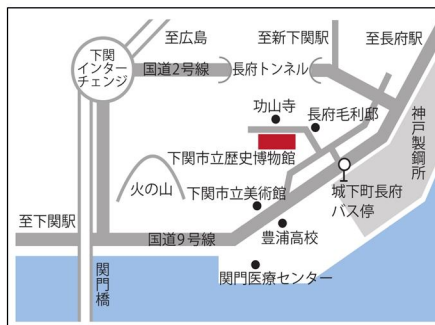 至広島
至新下関駅
至長府駅
下関
インター
チェンジ
国道2号線
長府トンネル
功山寺
長府毛利邸
神戸製鋼所
下関市立歴史博物館
火の山
下関市立美術館
城下町長府
バス停
至下関駅
国道9号線
豊浦高校
関門橋
関門医療センター